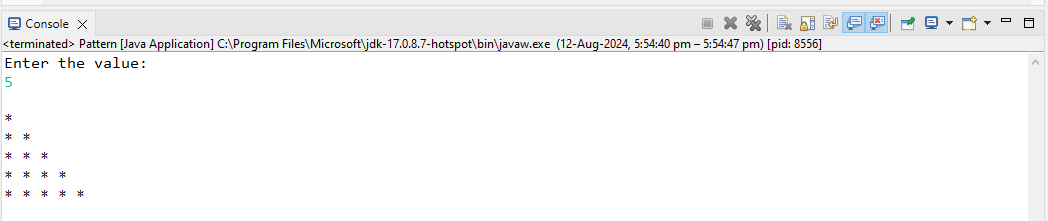 Console
<terminated> Pattern [Java Application] C:\Program Files\Microsoft\jdk-17.0.8.7-hotspot\bin\javaw.exe (12-Aug-2024, 5:54:40 pm – 5:54:47 pm) [pid: 8556]
Enter the value:
5
*
* *
* * *
* * * *
* * * * *